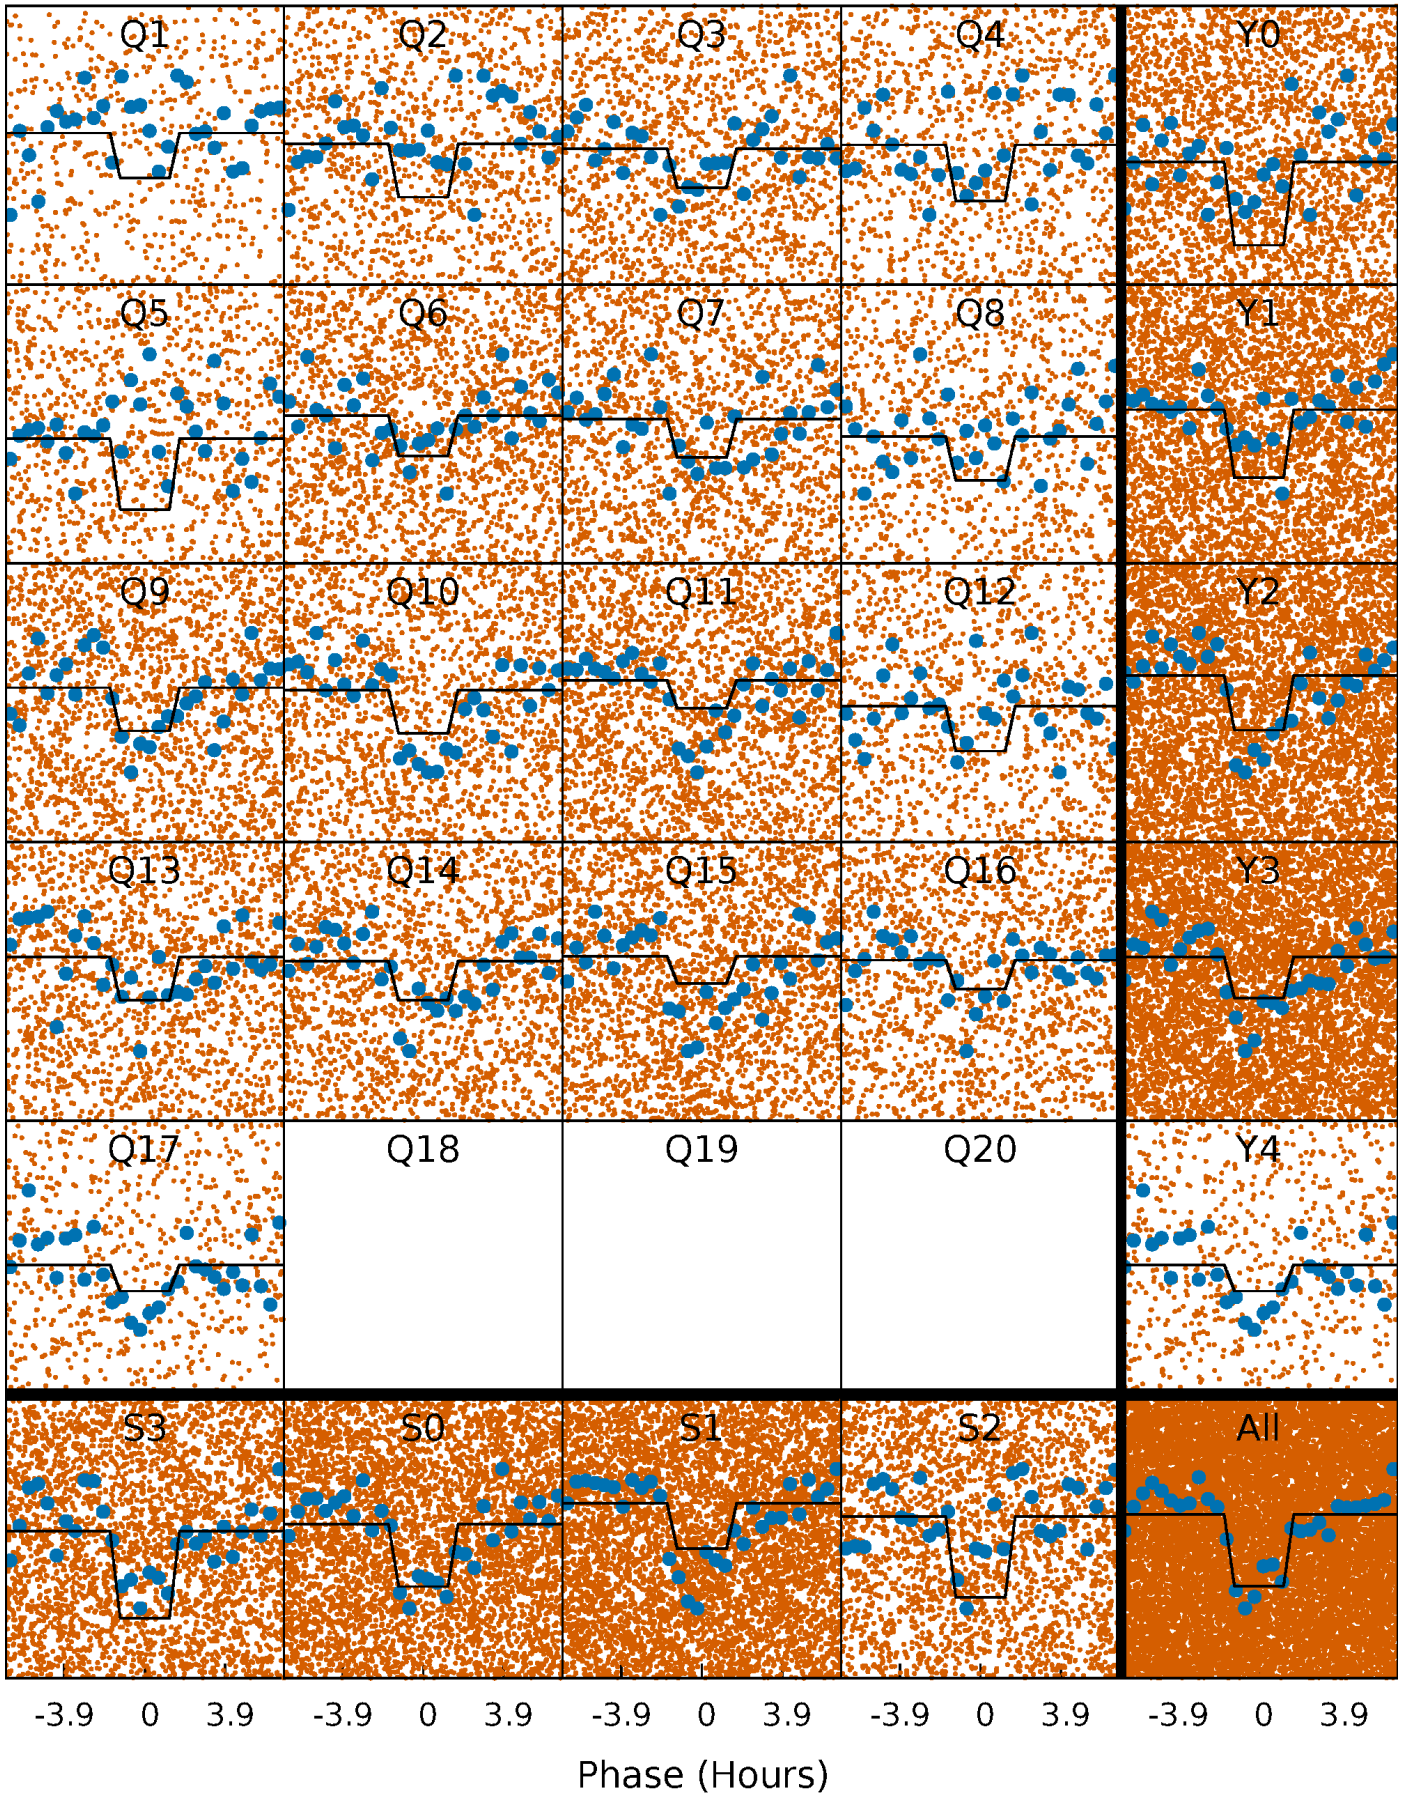 Q1 Q2 Q3 Q4 Y0
Q5 Q6 Q7 Q8 Y1
Q9 Q10 Q11 Q12 Y2
Q13 Q14 Q15 Q16 Y3
Q17 Q18 Q19 Q20 Y4
S3 S0 S1 S2 All
-3.9 0 3.9 -3.9 0 3.9 -3.9 0 3.9 -3.9 0 3.9 -3.9 0 3.9
Phase (Hours)